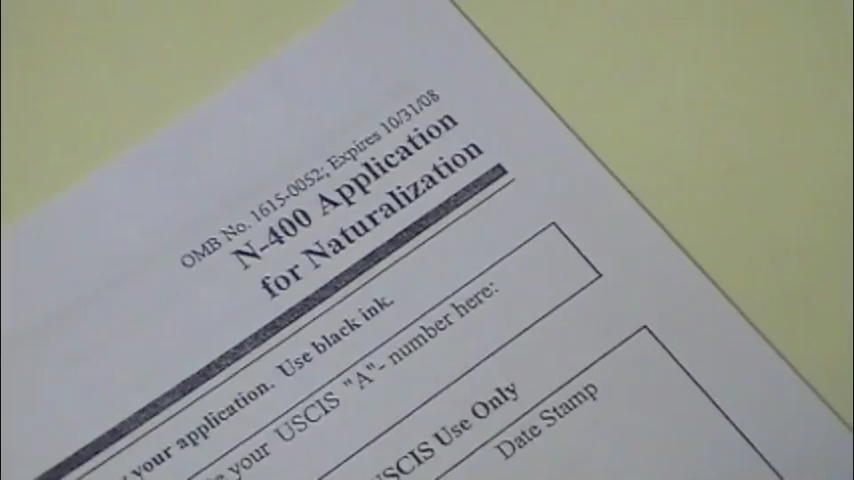 OMB No. 1615-0052; Expires 10/31/08
N-400 Application
for Naturalization
your application. Use black ink.
your USCIS "A"- number here:
USCIS Use Only
Date Stamp